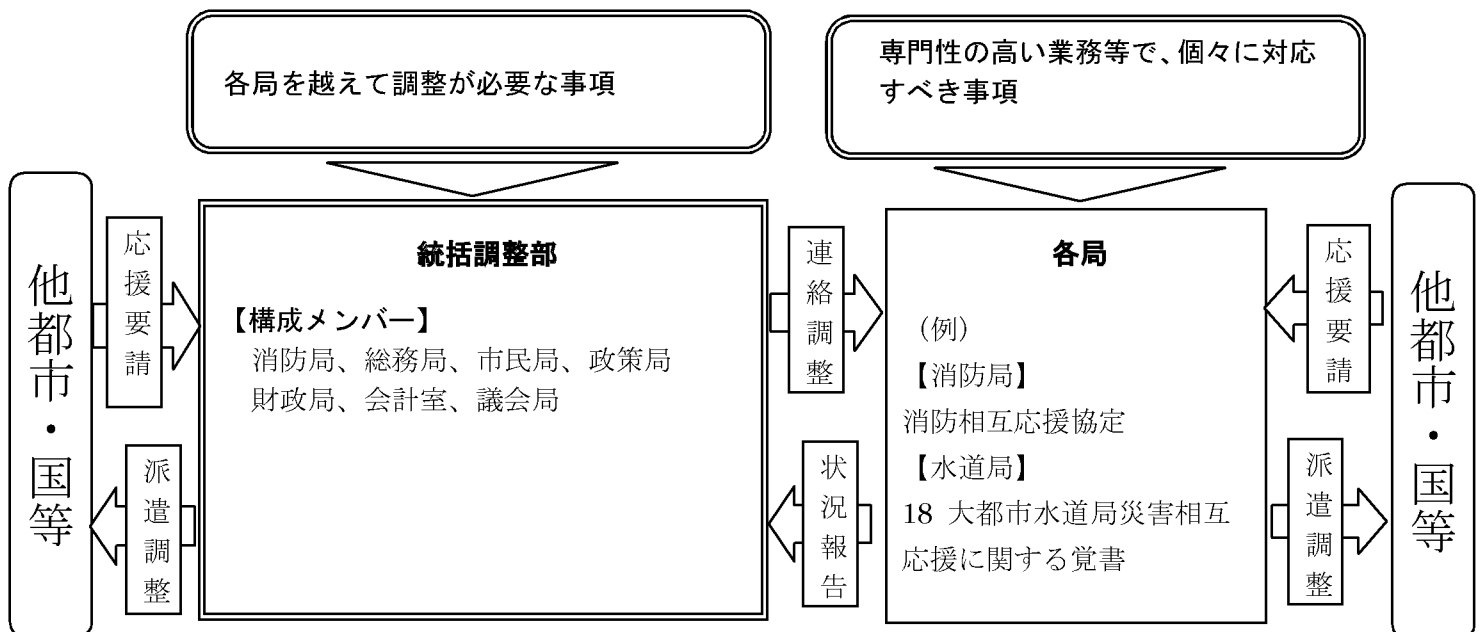 各局を越えて調整が必要な事項
専門性の高い業務等で、個々に対応
すべき事項
他都市・国等
応援要請
派遣調整
統括調整部
【構成メンバー】
消防局、総務局、市民局、政策局
財政局、会計室、議会局
連絡調整
状況報告
各局
（例）
【消防局】
消防相互応援協定
【水道局】
18 大都市水道局災害相互
応援に関する覚書
応援要請
派遣調整
他都市・国等